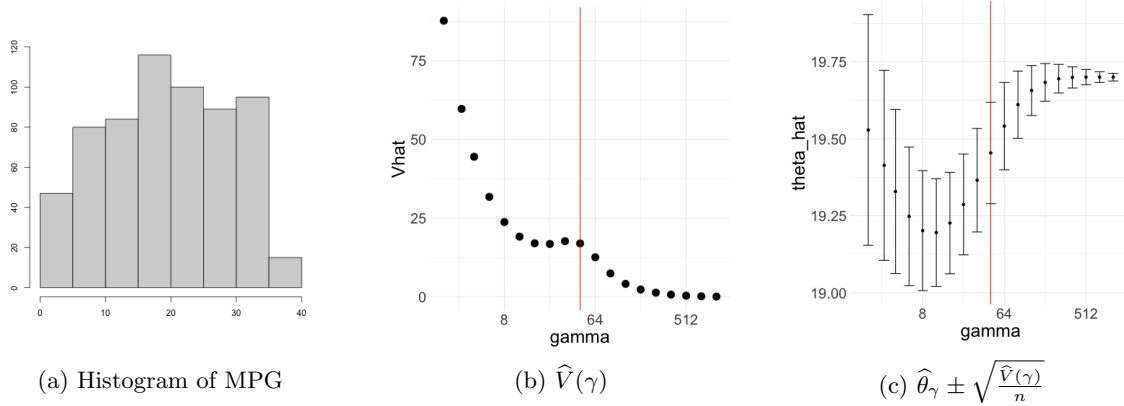 120
100
80
60
40
20
0
0 10 20 30 40
(a) Histogram of MPG
Vhat
75
50
25
0
8 64 512
gamma
(b) V̂(γ)
theta_hat
19.75
19.50
19.25
19.00
8 64 512
gamma
(c) θ̂_γ ± √(V̂(γ)/n)